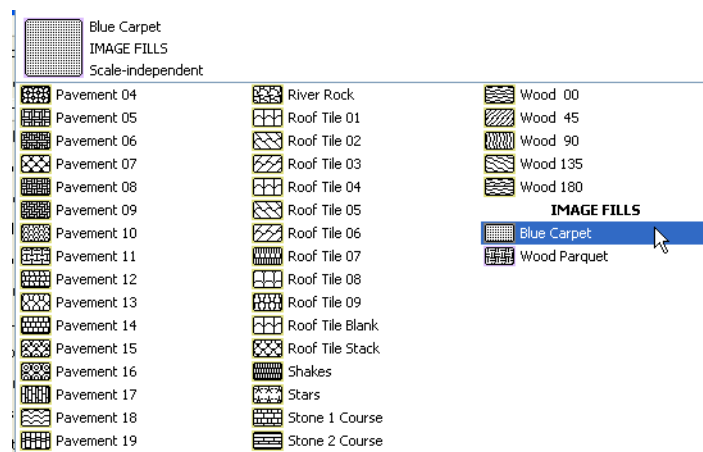 Blue Carpet
IMAGE FILLS
Scale-independent
Pavement 04
Pavement 05
Pavement 06
Pavement 07
Pavement 08
Pavement 09
Pavement 10
Pavement 11
Pavement 12
Pavement 13
Pavement 14
Pavement 15
Pavement 16
Pavement 17
Pavement 18
Pavement 19
River Rock
Roof Tile 01
Roof Tile 02
Roof Tile 03
Roof Tile 04
Roof Tile 05
Roof Tile 06
Roof Tile 07
Roof Tile 08
Roof Tile 09
Roof Tile Blank
Roof Tile Stack
Shakes
Stars
Stone 1 Course
Stone 2 Course
Wood 00
Wood 45
Wood 90
Wood 135
Wood 180
IMAGE FILLS
Blue Carpet
Wood Parquet